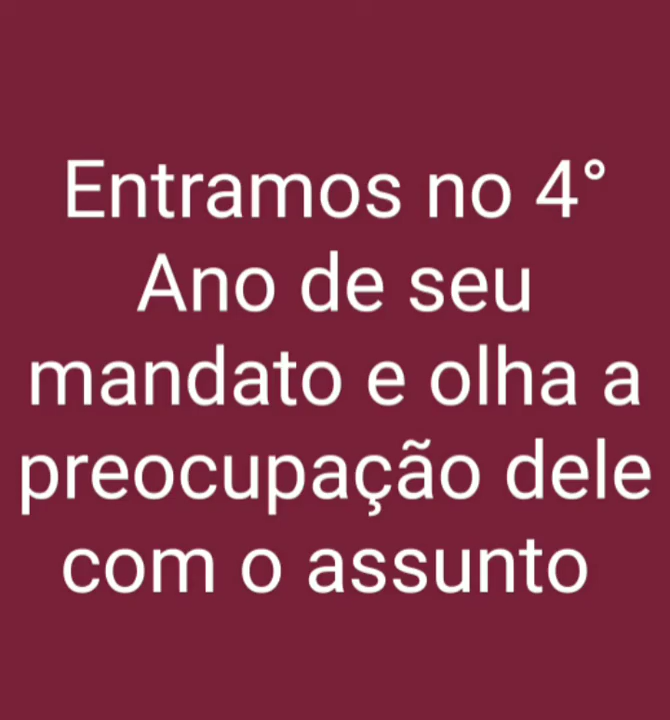 Entramos no 4°
Ano de seu
mandato e olha a
preocupação dele
com o assunto